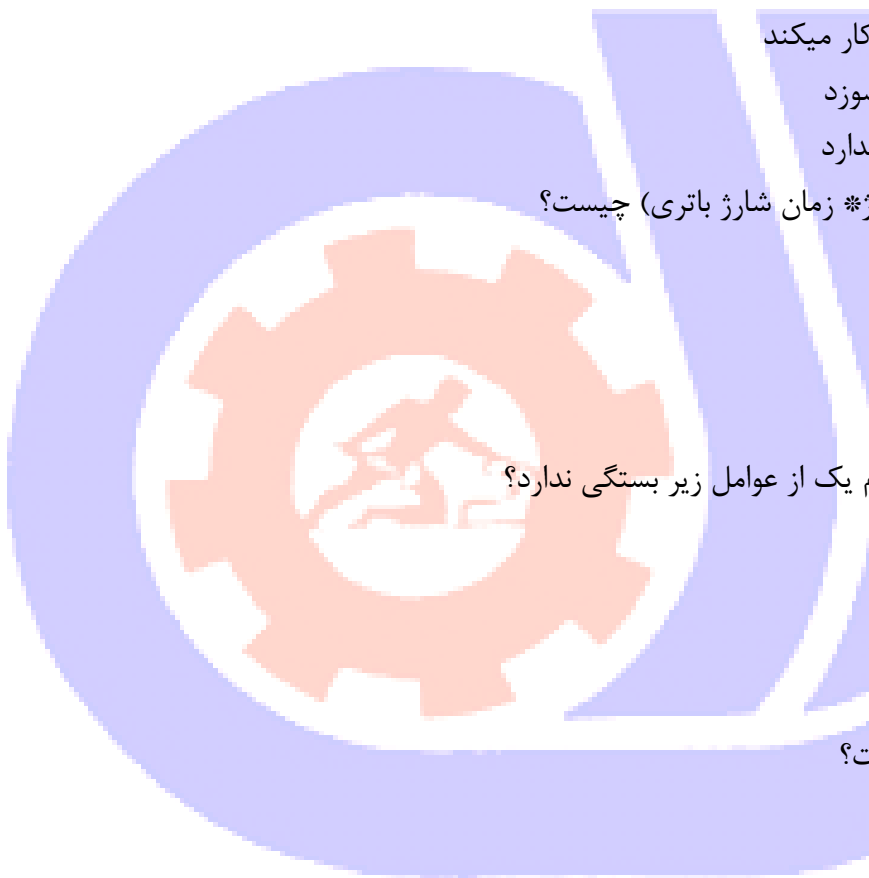 کار میکند
سوزد
ندارد
ژ* زمان شارژ باتری) چیست؟
م یک از عوامل زیر بستگی ندارد؟
ت؟